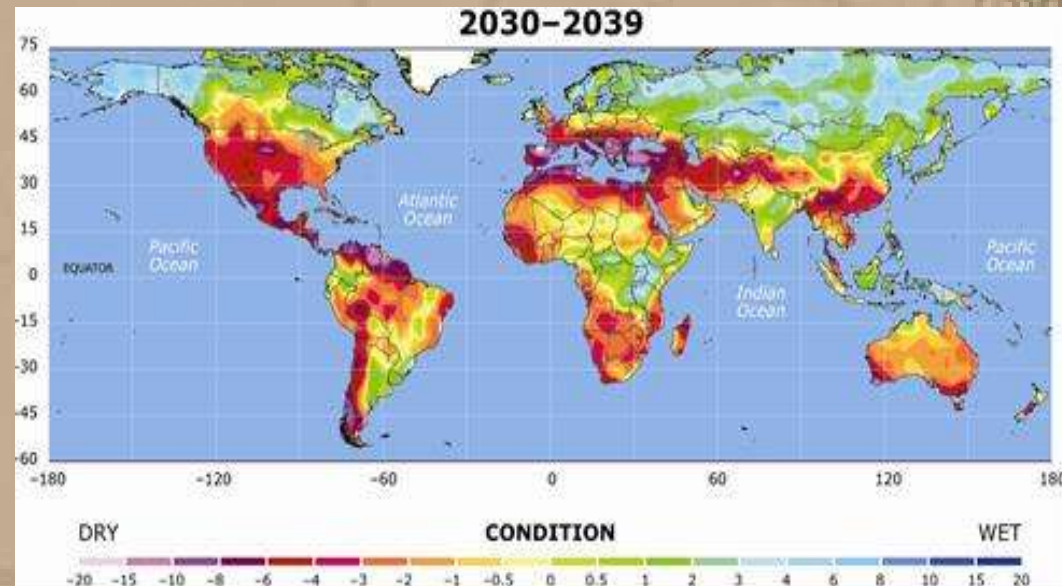 2030–2039
75
60
45
30
15
0
-15
-30
-45
-60
EQUATOR
Pacific
Ocean
Atlantic
Ocean
Indian
Ocean
Pacific
Ocean
-180
-120
-60
0
60
120
180
DRY
CONDITION
WET
-20 -15 -10 -8 -6 -4 -3 -2 -1 -0.5 0 0.5 1 2 3 4 6 8 10 15 20